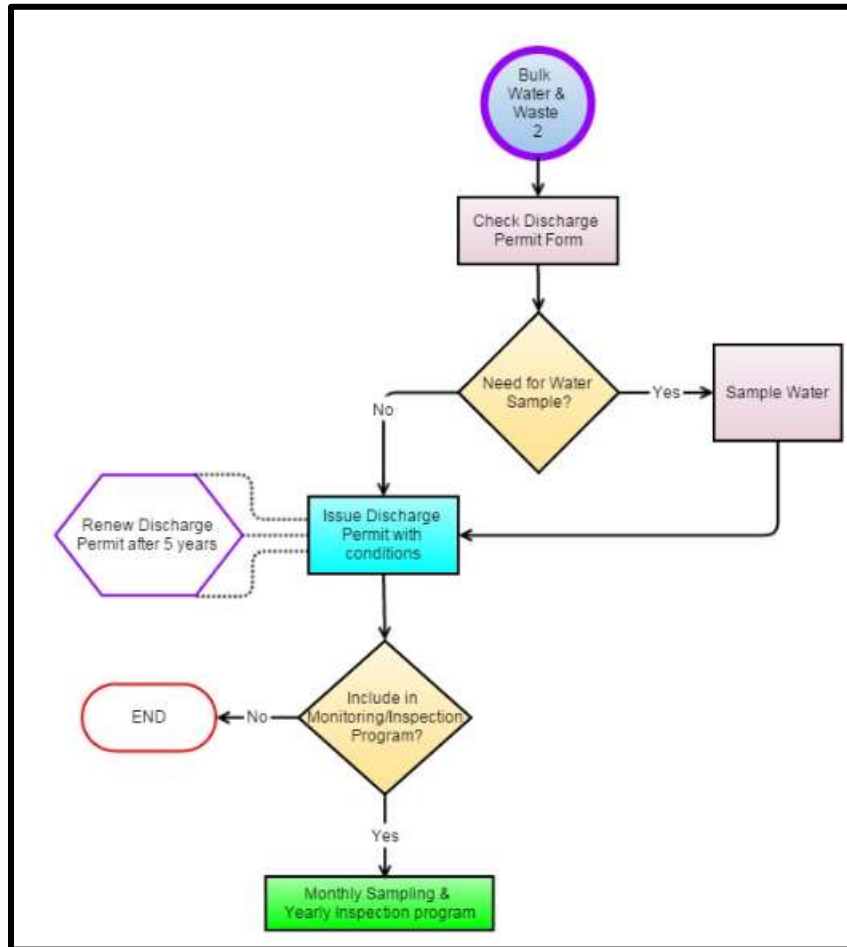 Bulk
Water &
Waste
2
Check Discharge
Permit Form
Need for Water
Sample?
Yes
Sample Water
No
Renew Discharge
Permit after 5 years
Issue Discharge
Permit with
conditions
Include in
Monitoring/Inspection
Program?
No
END
Yes
Monthly Sampling &
Yearly Inspection program